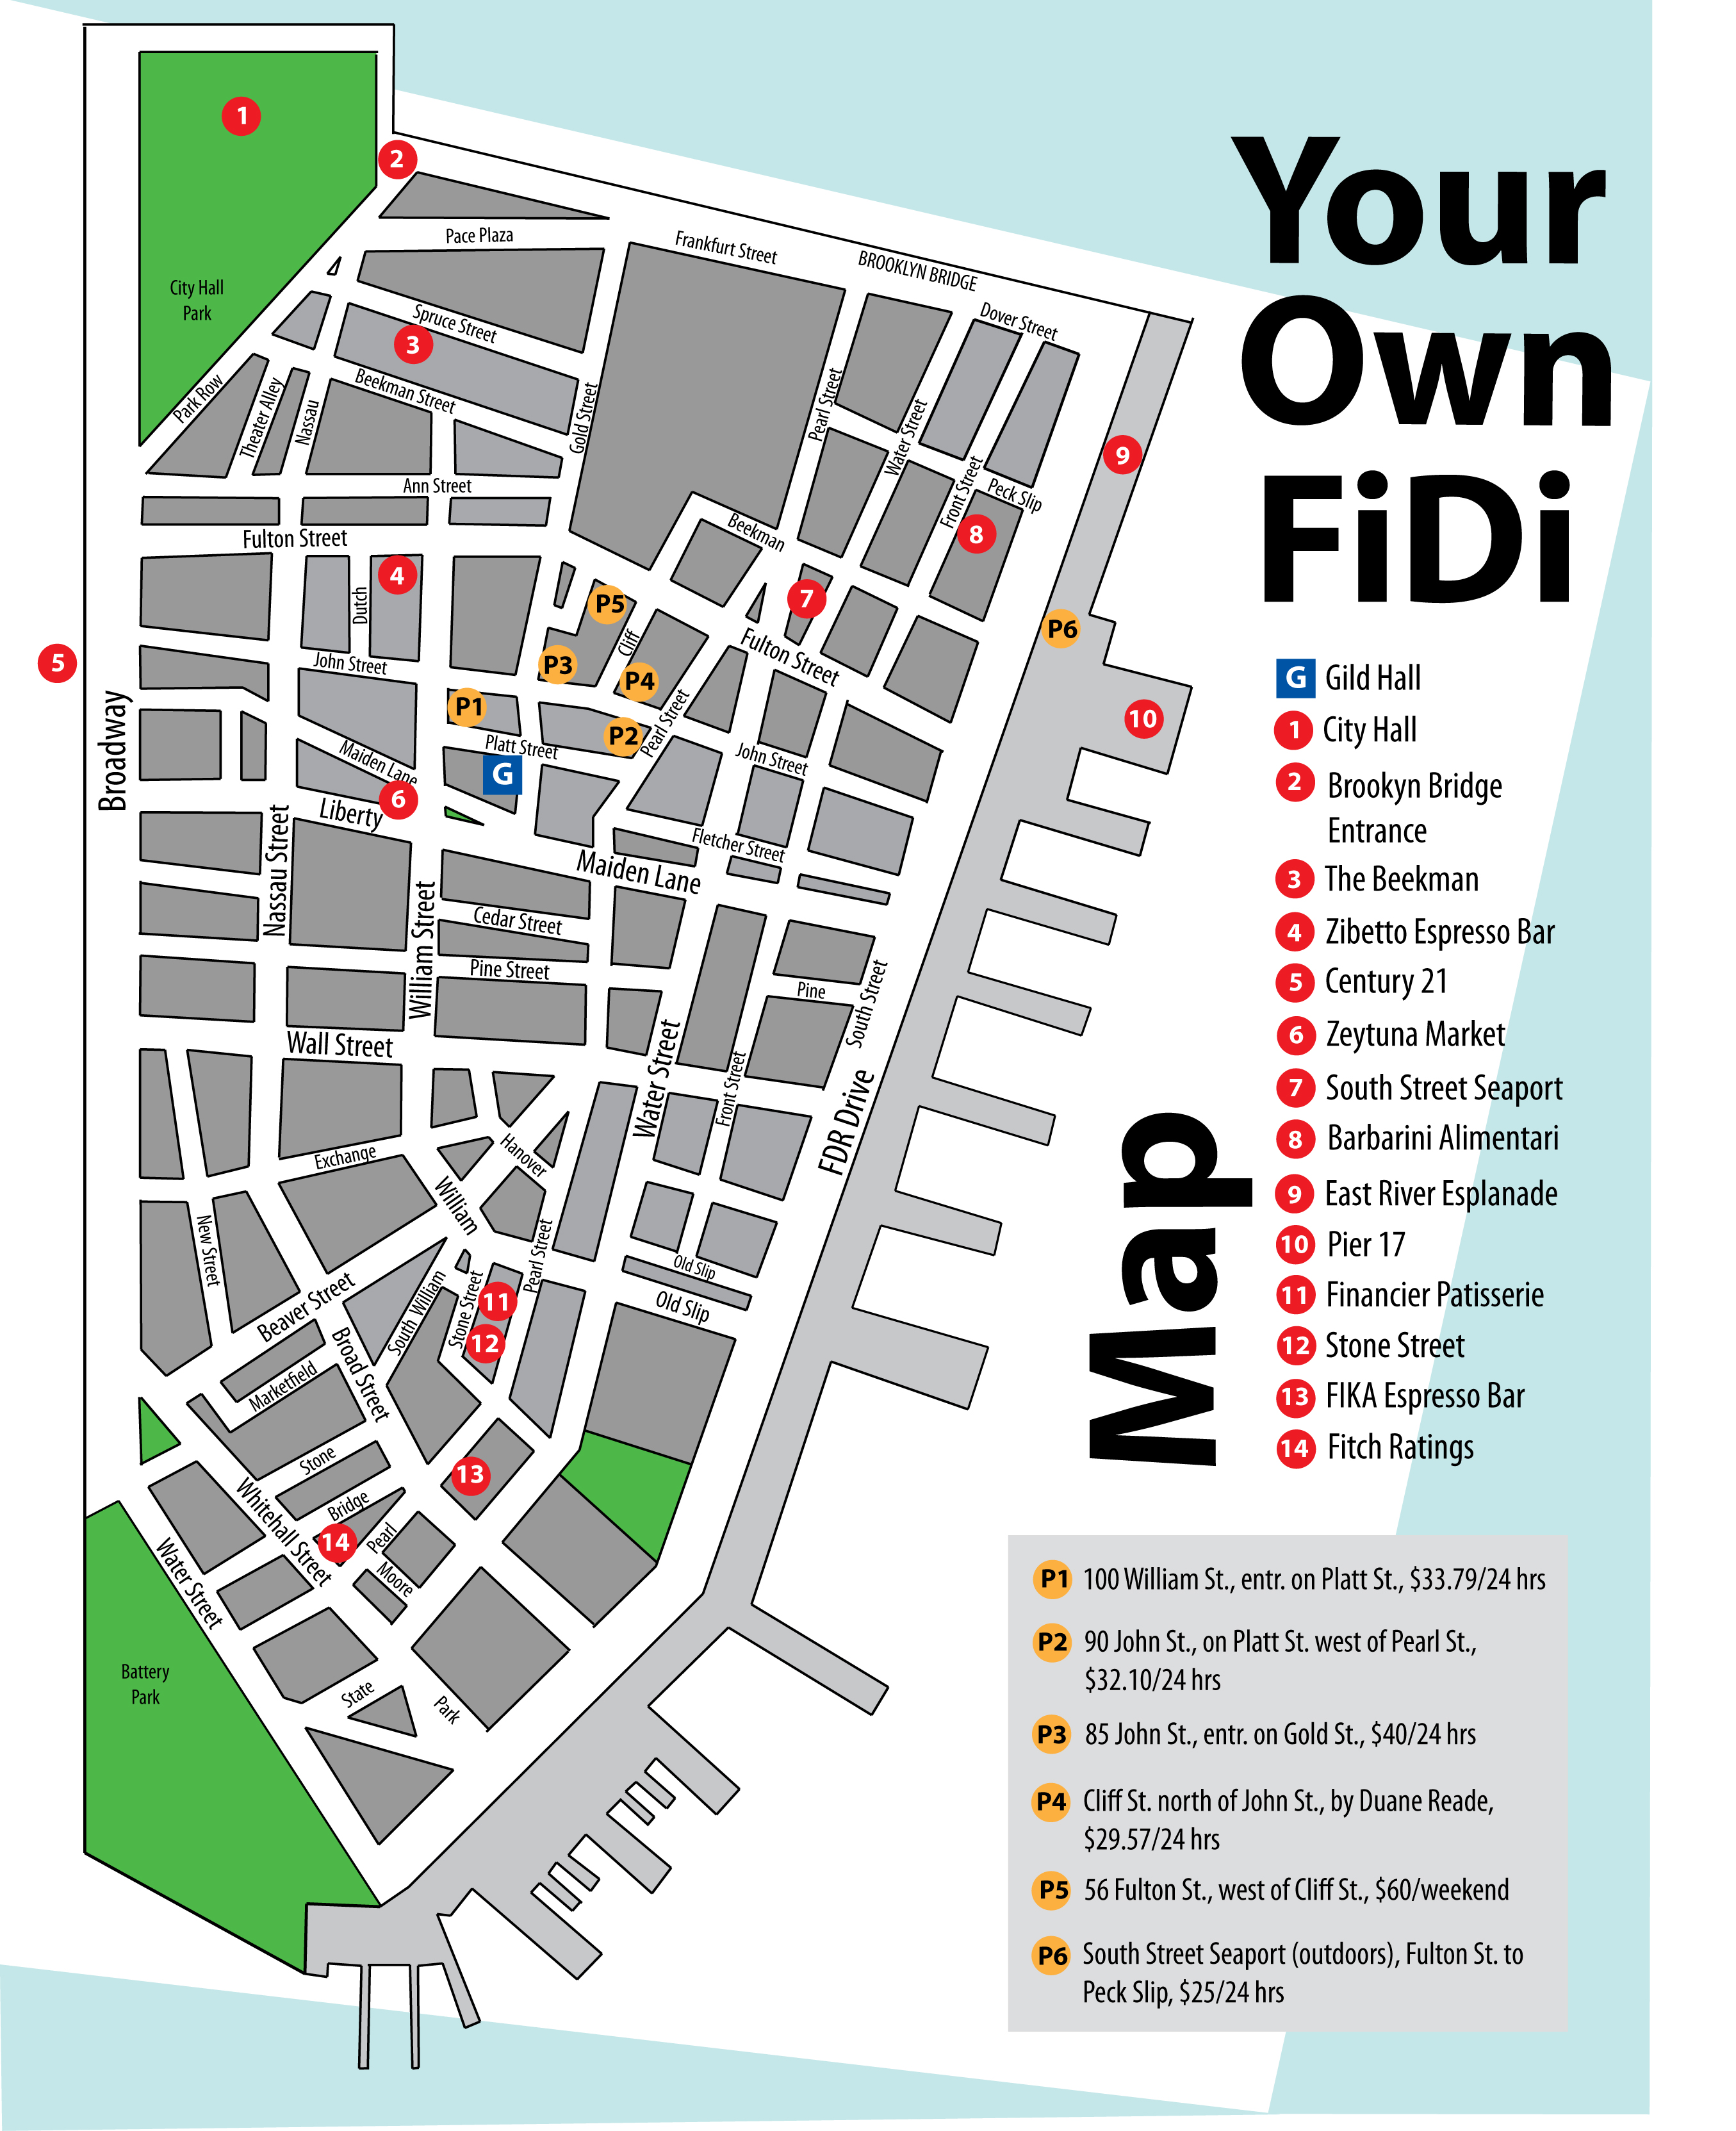 Your
Own
FiDi
Map
G Gild Hall
1 City Hall
2 Brookyn Bridge
Entrance
3 The Beekman
4 Zibetto Espresso Bar
5 Century 21
6 Zeytuna Market
7 South Street Seaport
8 Barbarini Alimentari
9 East River Esplanade
10 Pier 17
11 Financier Patisserie
12 Stone Street
13 FIKA Espresso Bar
14 Fitch Ratings
P1 100 William St., entr. on Platt St., $33.79/24 hrs
P2 90 John St., on Platt St. west of Pearl St.,
$32.10/24 hrs
P3 85 John St., entr. on Gold St., $40/24 hrs
P4 Cliff St. north of John St., by Duane Reade,
$29.57/24 hrs
P5 56 Fulton St., west of Cliff St., $60/weekend
P6 South Street Seaport (outdoors), Fulton St. to
Peck Slip, $25/24 hrs
1
2
City Hall
Park
Pace Plaza
Frankfurt Street
BROOKLYN BRIDGE
Dover Street
Spruce Street
3
Beekman Street
Park Row
Theater Alley
Nassau
Gold Street
Pearl Street
Water Street
Front Street
Peck Slip
9
8
Ann Street
Fulton Street
Beekman
4
Dutch
P5
7
P6
Cliff
Fulton Street
5
John Street
P3
P4
P1
P2
Pearl Street
10
Broadway
Maiden Lane
Platt Street
G
John Street
6
Liberty
Fletcher Street
Maiden Lane
Nassau Street
William Street
Cedar Street
Pine Street
Pine
South Street
Wall Street
Water Street
Front Street
FDR Drive
Exchange
Hanover
William
New Street
Pearl Street
Old Slip
Old Slip
Beaver Street
South William
Stone Street
11
12
Broad Street
Marketfield
Stone
13
Whitehall Street
Bridge
14
Pearl
Moore
Water Street
Battery
Park
State
Park